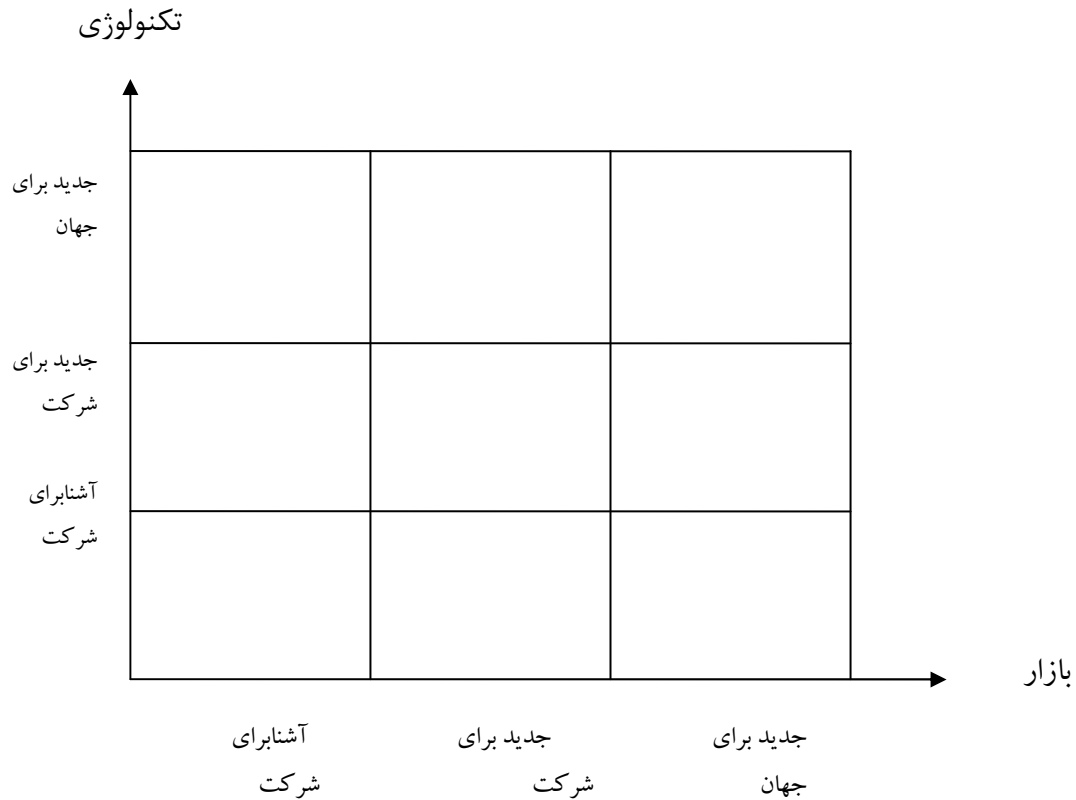 تکنولوژی
جدید برای
جهان
جدید برای
شرکت
آشنابرای
شرکت
بازار
آشنابرای
شرکت
جدید برای
شرکت
جدید برای
جهان